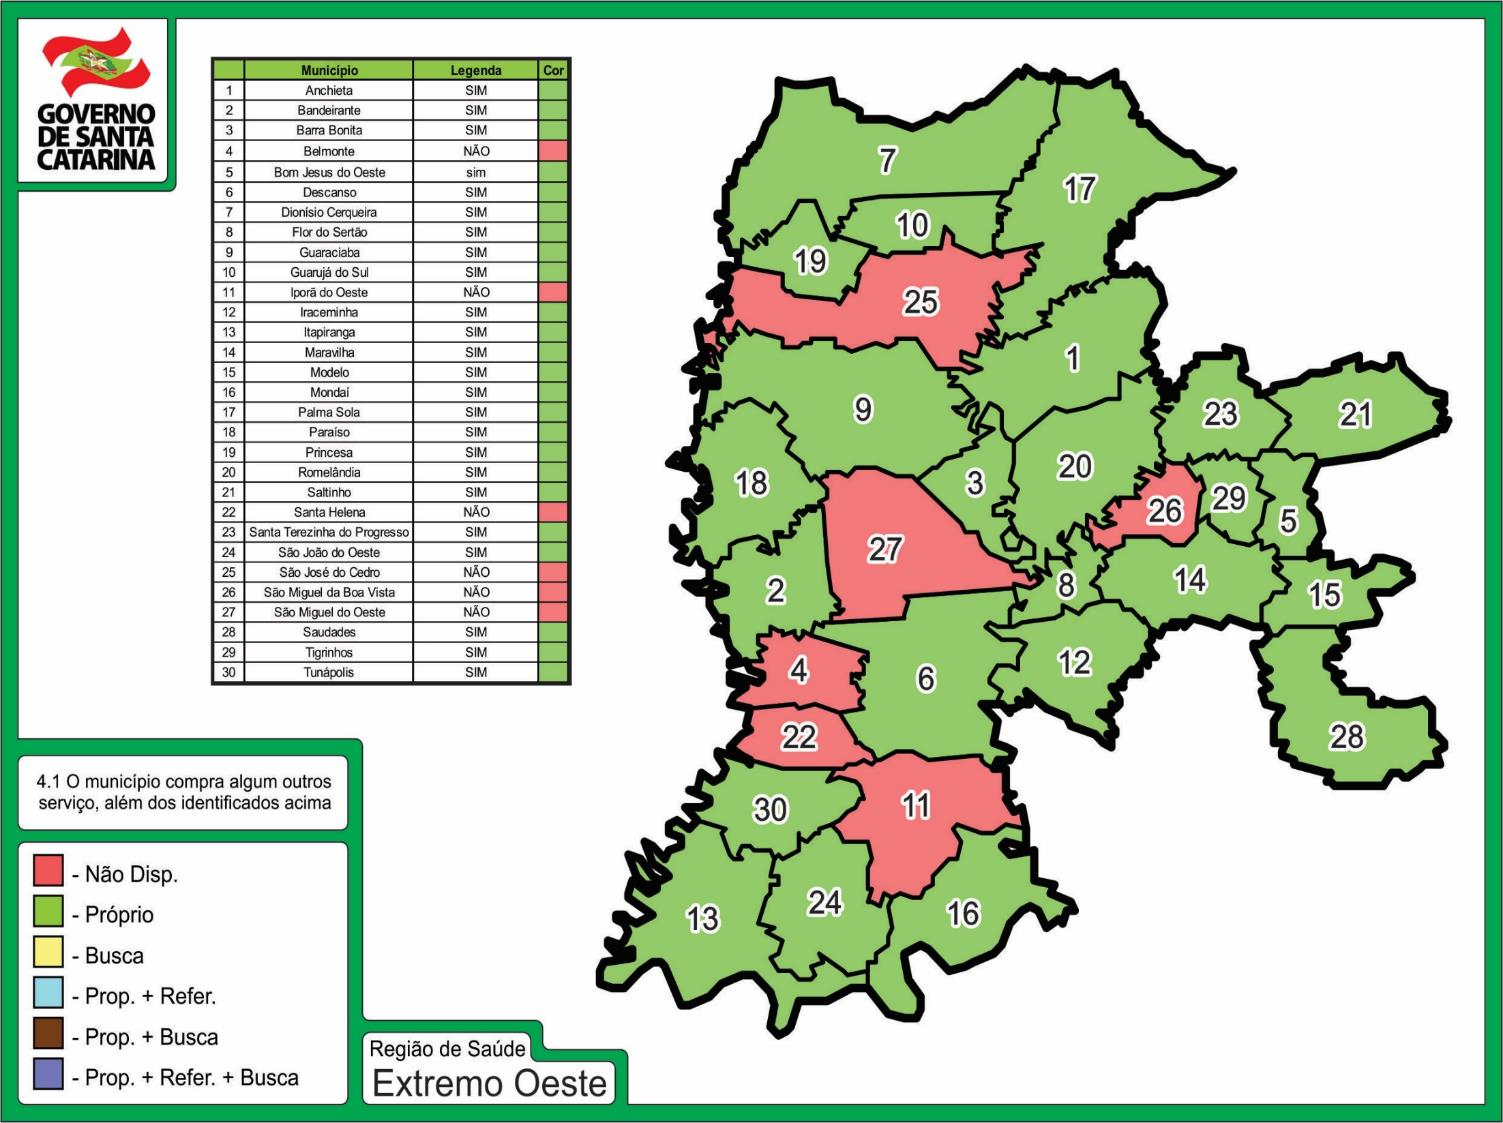 GOVERNO
DE SANTA
CATARINA
Município Legenda Cor
1 Anchieta SIM
2 Bandeirante SIM
3 Barra Bonita SIM
4 Belmonte NÃO
5 Bom Jesus do Oeste sim
6 Descanso SIM
7 Dionísio Cerqueira SIM
8 Flor do Sertão SIM
9 Guaraciaba SIM
10 Guarujá do Sul SIM
11 Iporã do Oeste NÃO
12 Iraceminha SIM
13 Itapiranga SIM
14 Maravilha SIM
15 Modelo SIM
16 Mondaí SIM
17 Palma Sola SIM
18 Paraíso SIM
19 Princesa SIM
20 Romelândia SIM
21 Saltinho SIM
22 Santa Helena NÃO
23 Santa Terezinha do Progresso SIM
24 São João do Oeste SIM
25 São José do Cedro NÃO
26 São Miguel da Boa Vista NÃO
27 São Miguel do Oeste NÃO
28 Saudades SIM
29 Tigrinhos SIM
30 Tunápolis SIM
7
17
10
19
25
1
9
23
21
20
3
18
26
29
5
27
8
14
2
15
12
4
6
22
28
30
11
24
13
16
4.1 O município compra algum outros
serviço, além dos identificados acima
- Não Disp.
- Próprio
- Busca
- Prop. + Refer.
- Prop. + Busca
- Prop. + Refer. + Busca
Região de Saúde
Extremo Oeste